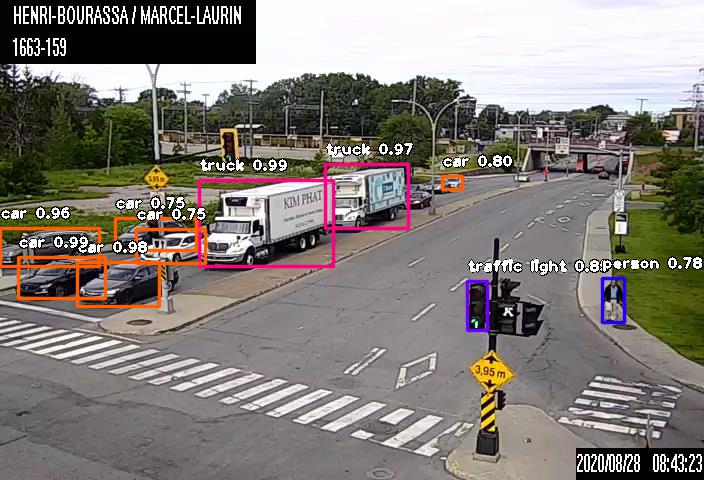 HENRI-BOURASSA / MARCEL-LAURIN
1663-159
truck 0.97
truck 0.99
car 0.80
car 0.75
car 0.96
car 0.75
car 0.99
car 0.98
3,95 m
KIM PHAT
traffic light 0.8
person 0.78
3,95 m
2020/08/28 08:43:23